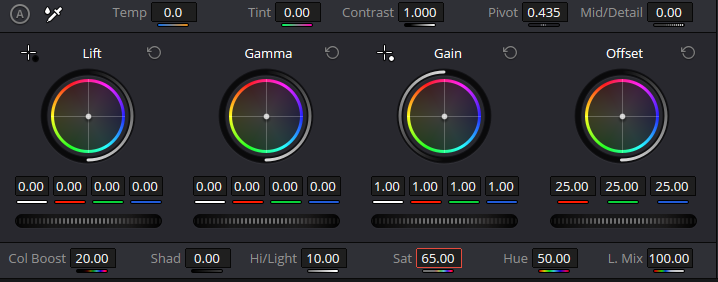 A Temp 0.0 Tint 0.00 Contrast 1.000 Pivot 0.435 Mid/Detail 0.00
Lift Gamma Gain Offset
0.00 0.00 0.00 0.00 0.00 0.00 0.00 0.00 1.00 1.00 1.00 1.00 25.00 25.00 25.00
Col Boost 20.00 Shad 0.00 Hi/Light 10.00 Sat 65.00 Hue 50.00 L. Mix 100.00